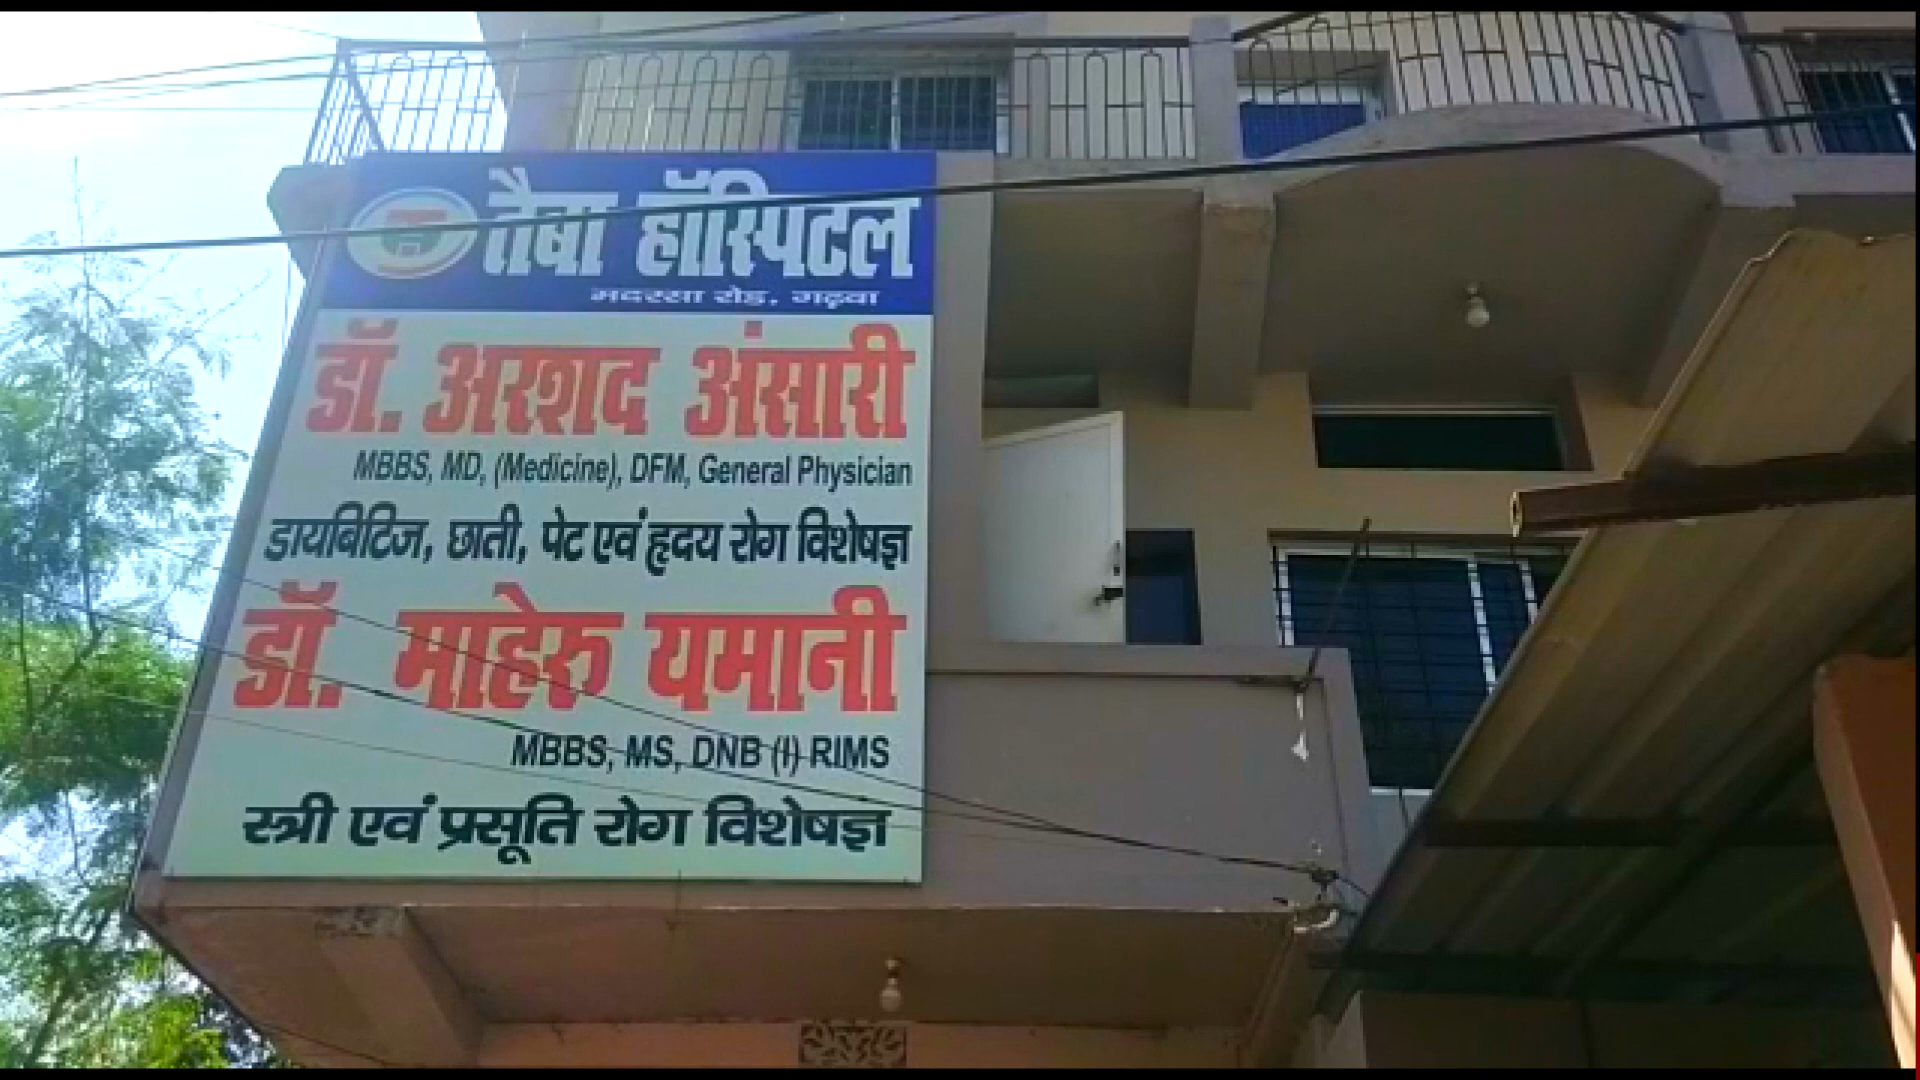 तैबा हॉस्पिटल
मदरसा रोड, गढ़वा
डॉ. अरशद अंसारी
MBBS, MD, (Medicine), DFM, General Physician
डायबिटिज, छाती, पेट एवं हृदय रोग विशेषज्ञ
डॉ. माहेरु यमानी
MBBS, MS, DNB (I) RIMS
स्त्री एवं प्रसूति रोग विशेषज्ञ